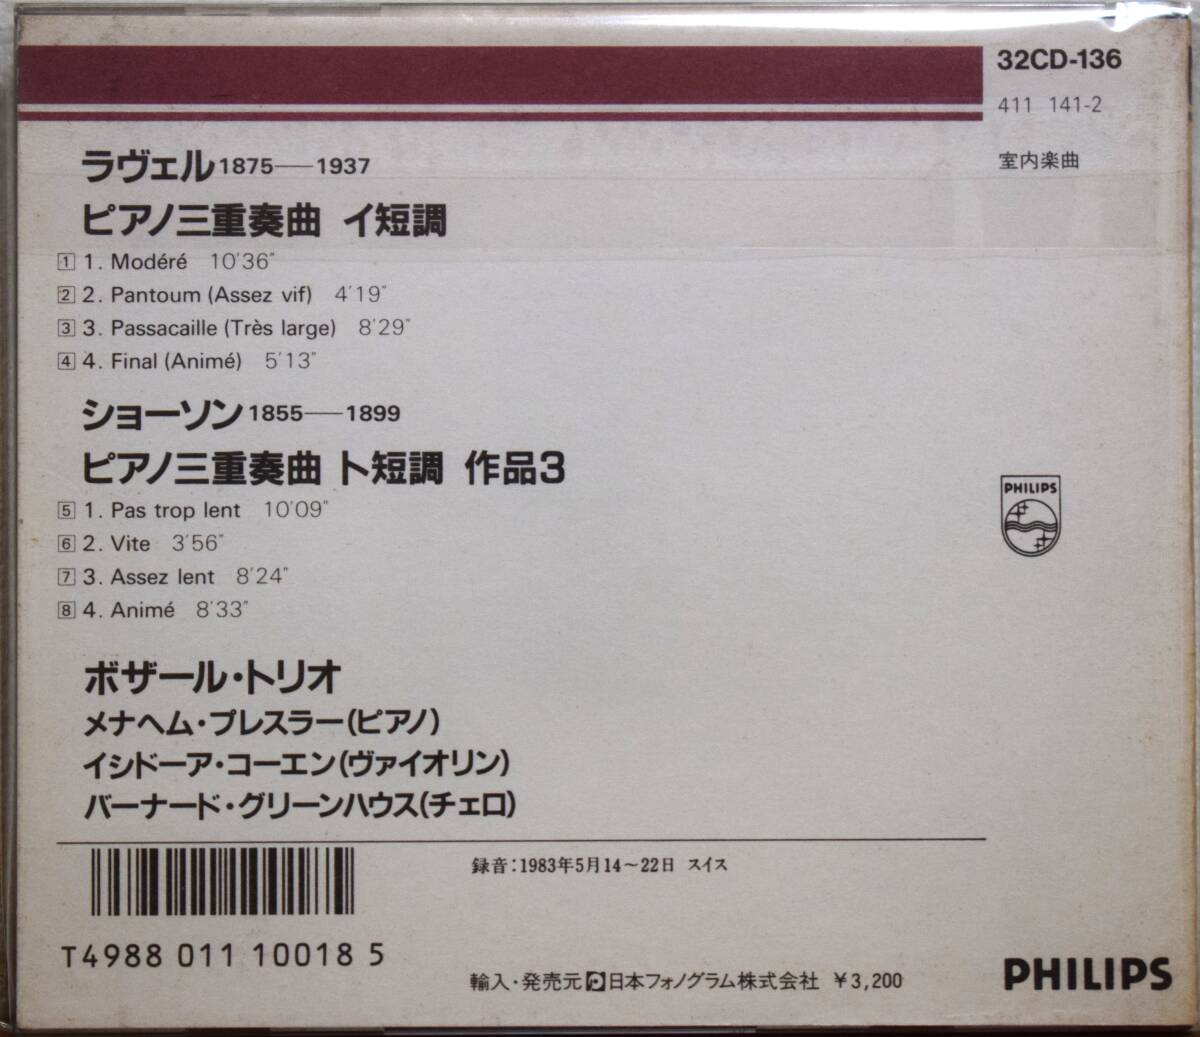 32CD-136
411 141-2
室内楽曲
ラヴェル 1875―1937
ピアノ三重奏曲 イ短調
1 1. Modéré 10'36"
2 2. Pantoum (Assez vif) 4'19"
3 3. Passacaille (Très large) 8'29"
4 4. Final (Animé) 5'13"
ショーソン 1855―1899
ピアノ三重奏曲 ト短調 作品3
5 1. Pas trop lent 10'09"
6 2. Vite 3'56"
7 3. Assez lent 8'24"
8 4. Animé 8'33"
PHILIPS
ボザール・トリオ
メナヘム・プレスラー(ピアノ)
イシドーア・コーエン(ヴァイオリン)
バーナード・グリーンハウス(チェロ)
録音:1983年5月14~22日 スイス
T4988 011 10018 5
輸入・発売元 日本フォノグラム株式会社 ¥3,200
PHILIPS